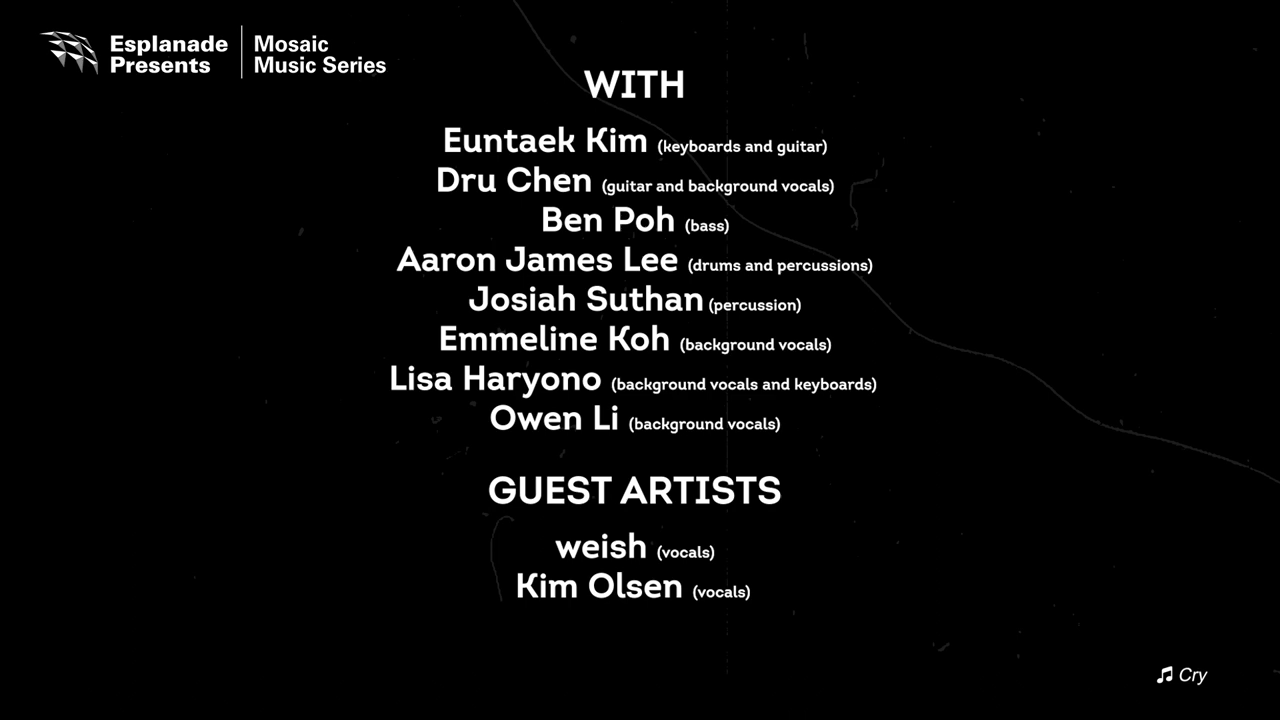 Esplanade Presents
Mosaic Music Series
WITH
Euntaek Kim (keyboards and guitar)
Dru Chen (guitar and background vocals)
Ben Poh (bass)
Aaron James Lee (drums and percussions)
Josiah Suthan (percussion)
Emmeline Koh (background vocals)
Lisa Haryono (background vocals and keyboards)
Owen Li (background vocals)
GUEST ARTISTS
weish (vocals)
Kim Olsen (vocals)
♫ Cry